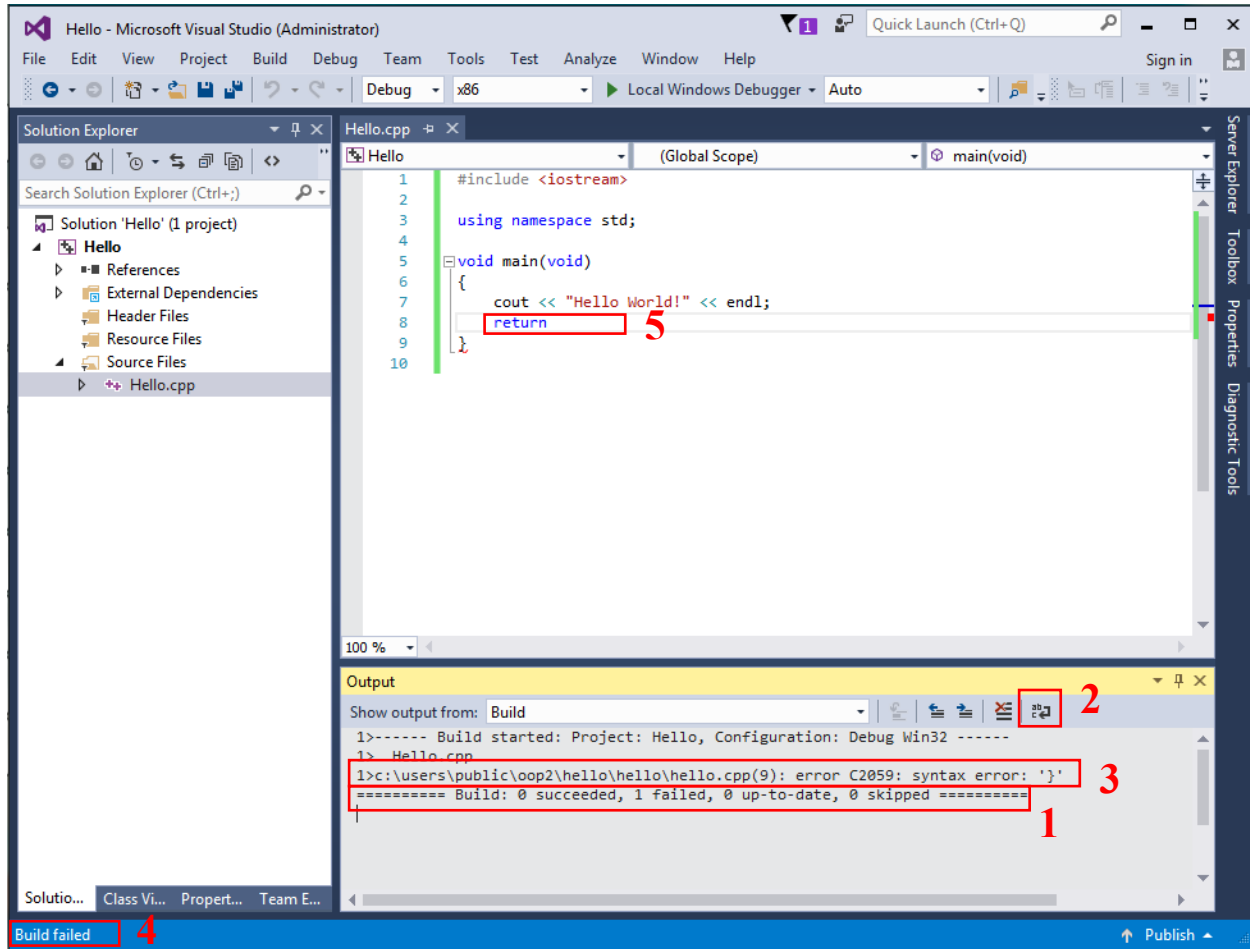 Hello - Microsoft Visual Studio (Administrator)
1
Quick Launch (Ctrl+Q)
File Edit View Project Build Debug Team Tools Test Analyze Window Help
Sign in
Debug x86 Local Windows Debugger Auto
Solution Explorer
Search Solution Explorer (Ctrl+;)
Solution 'Hello' (1 project)
Hello
References
External Dependencies
Header Files
Resource Files
Source Files
Hello.cpp
Solutio... Class Vi... Propert... Team E...
Hello.cpp
Hello (Global Scope) main(void)
1 #include <iostream>
2
3 using namespace std;
4
5 void main(void)
6 {
7 cout << "Hello World!" << endl;
8 return
5
9 }
10
100 %
Server Explorer
Toolbox
Properties
Diagnostic Tools
Output
Show output from: Build
2
1>------ Build started: Project: Hello, Configuration: Debug Win32 ------
1> Hello.cpp
1>c:\users\public\oop2\hello\hello\hello.cpp(9): error C2059: syntax error: '}'
3
========== Build: 0 succeeded, 1 failed, 0 up-to-date, 0 skipped ==========
1
Build failed
4
Publish